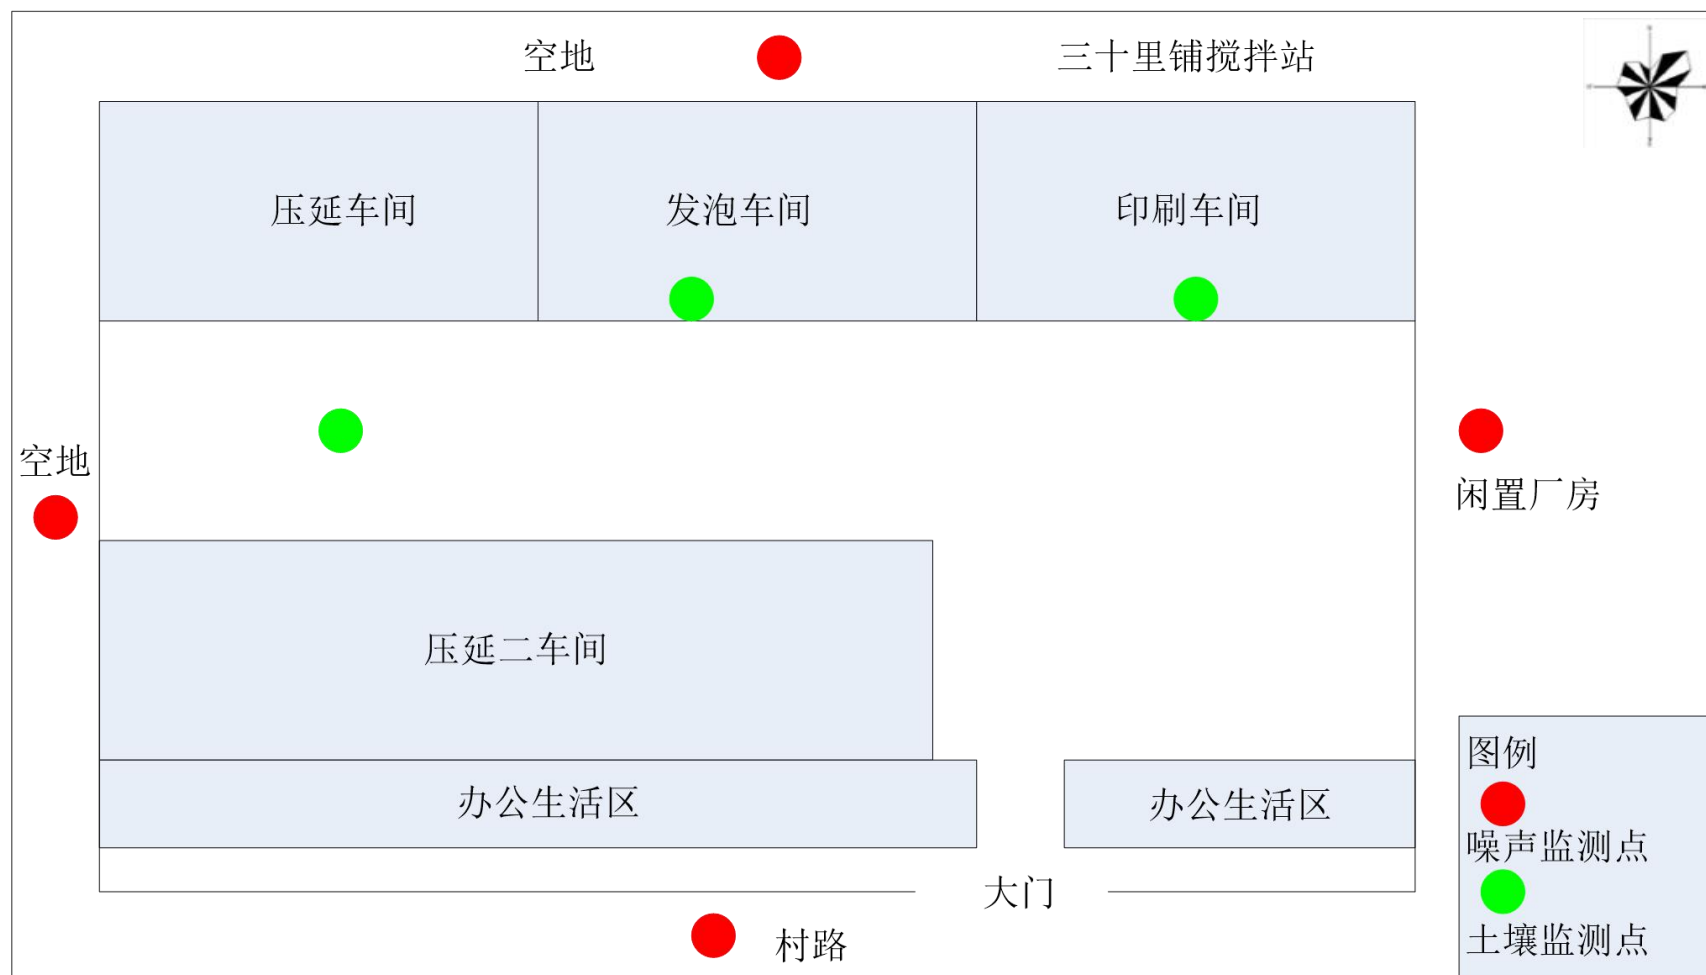 空地
三十里铺搅拌站
压延车间
发泡车间
印刷车间
空地
闲置厂房
压延二车间
办公生活区
办公生活区
大门
村路
图例
噪声监测点
土壤监测点